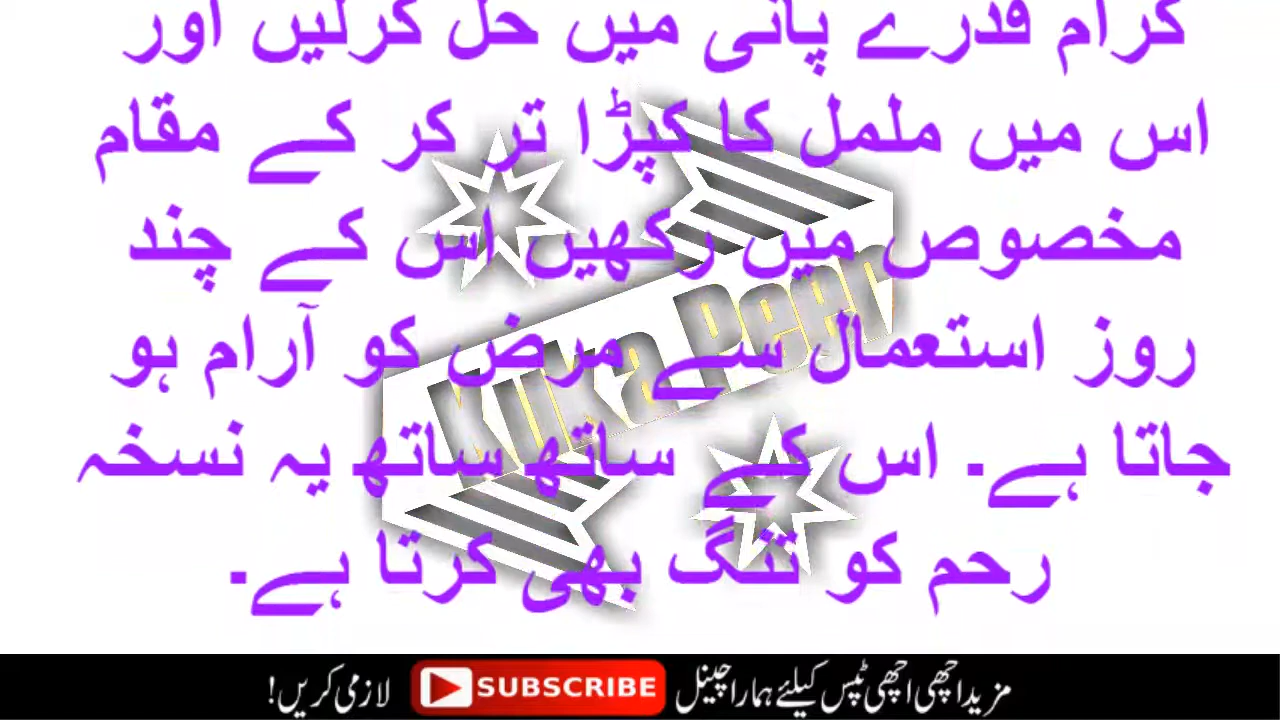 گرام قدرے پانی میں حل کرلیں اور
اس میں ململ کا کپڑا تر کر کے مقام
مخصوص میں رکھیں اس کے چند
روز استعمال سے مرض کو آرام ہو
جاتا ہے۔ اس کے ساتھ ساتھ یہ نسخہ
رحم کو تنگ بھی کرتا ہے۔
Kuka Peer
مزید اچھی اچھی ٹپس کیلئے ہمارا چینل SUBSCRIBE لازمی کریں!